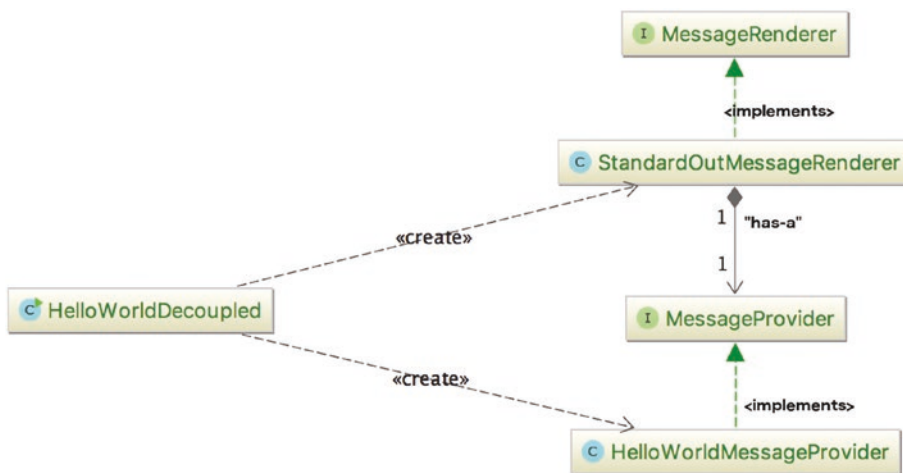 I MessageRenderer
<implements>
C StandardOutMessageRenderer
1 "has-a"
«create»
1
C HelloWorldDecoupled
I MessageProvider
«create»
<implements>
C HelloWorldMessageProvider